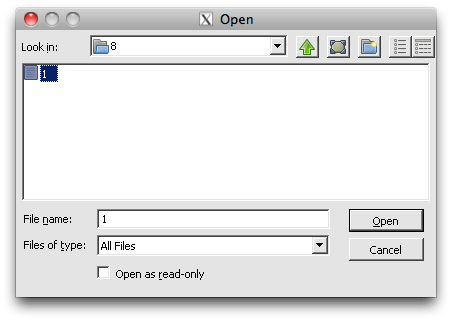 Open
Look in: 8
1
File name: 1 Open
Files of type: All Files Cancel
Open as read-only